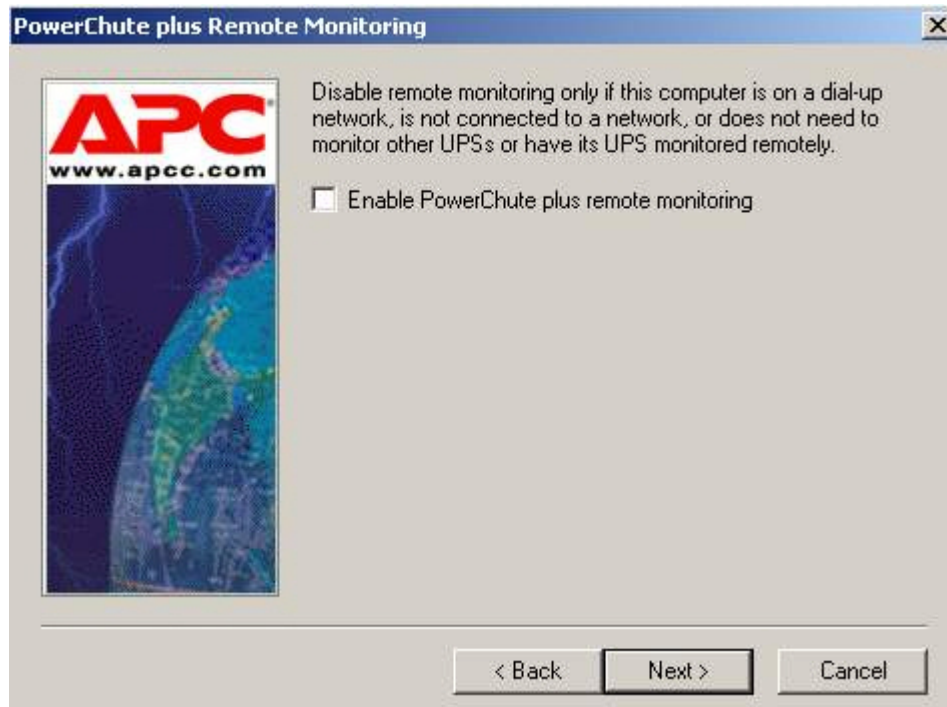 PowerChute plus Remote Monitoring
APC
www.apcc.com
Disable remote monitoring only if this computer is on a dial-up
network, is not connected to a network, or does not need to
monitor other UPSs or have its UPS monitored remotely.
Enable PowerChute plus remote monitoring
< Back
Next >
Cancel